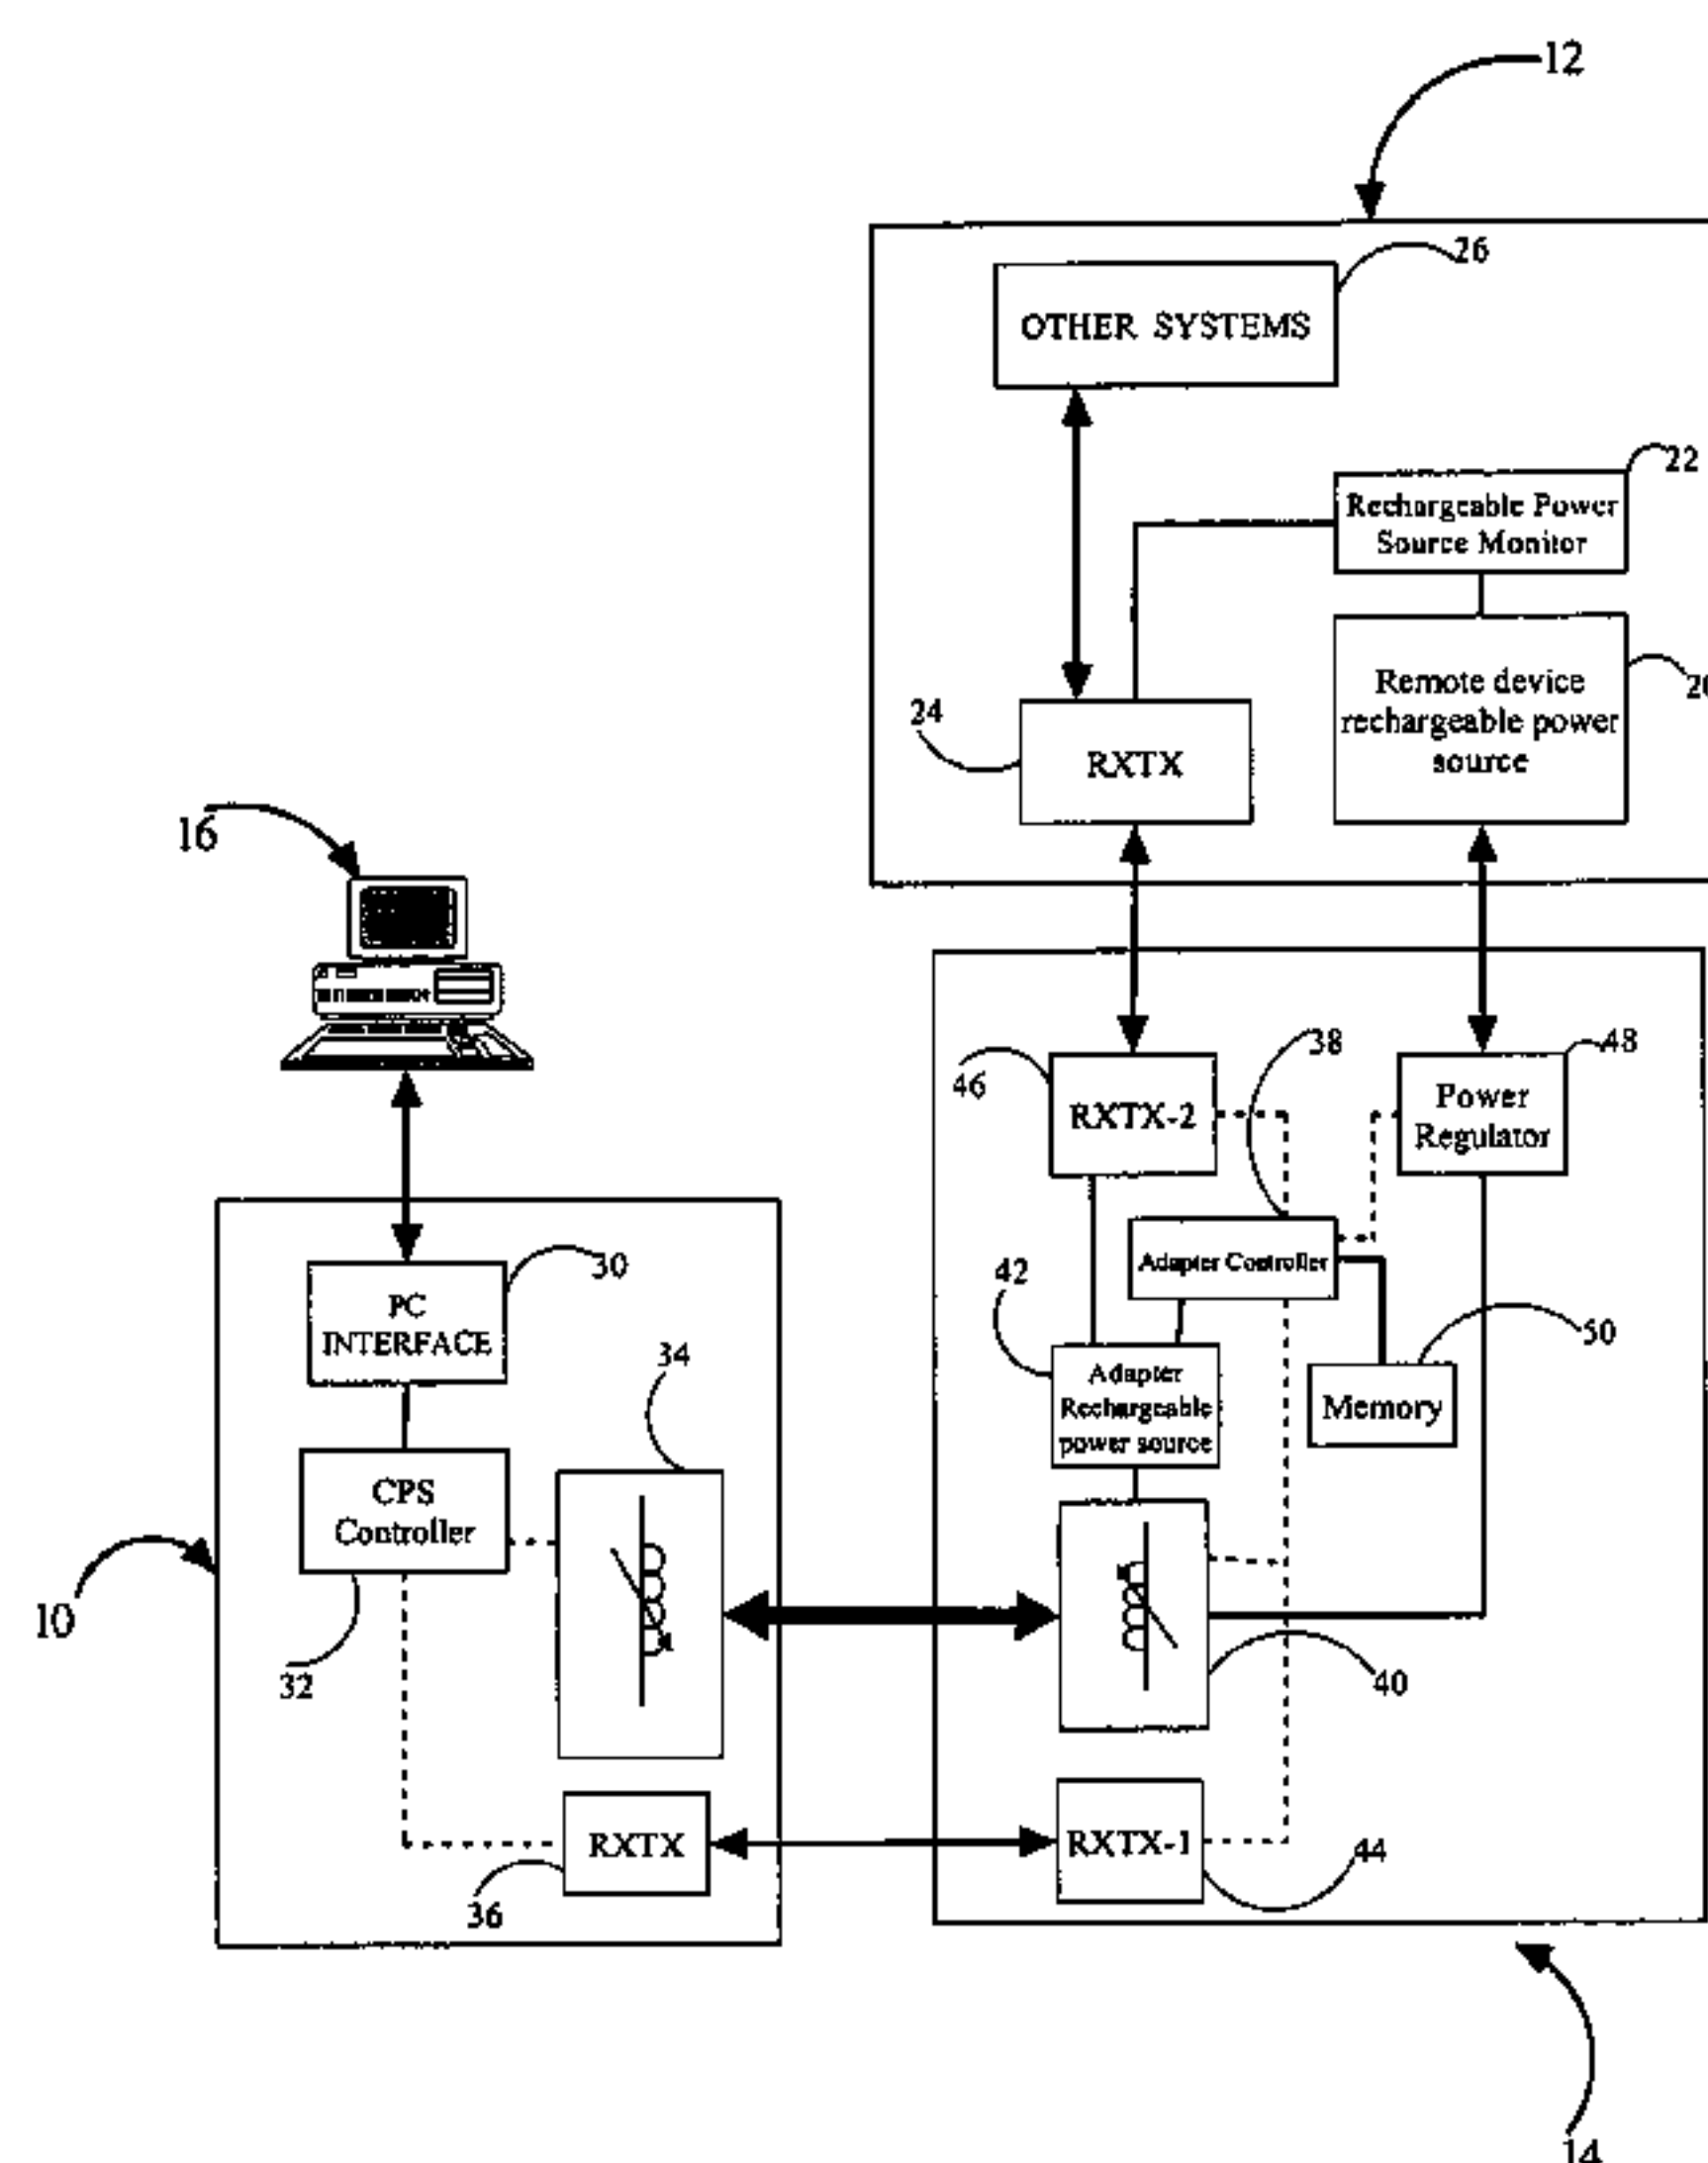 12
26
OTHER SYSTEMS
22
Rechargeable Power
Source Monitor
Remote device
rechargeable power
source
24
RXTX
16
46
RXTX-2
38
48
Power
Regulator
30
PC
INTERFACE
42
Adapter Controller
50
Adapter
Rechargeable
power source
Memory
34
CPS
Controller
10
32
40
RXTX
36
RXTX-1
44
14